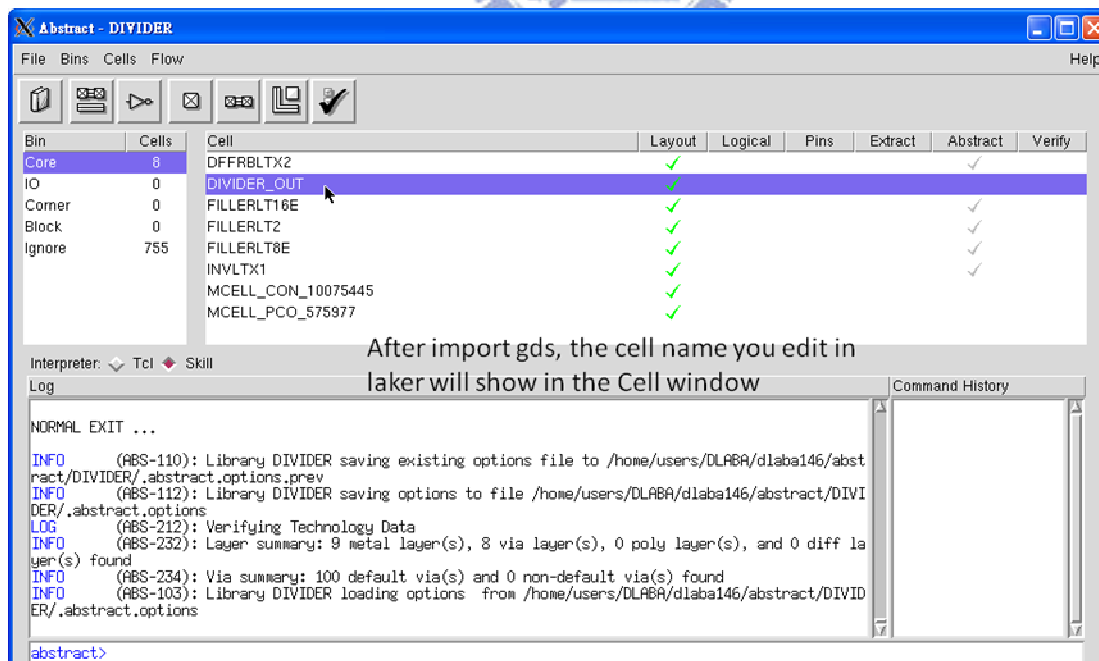 Abstract - DIVIDER
File Bins Cells Flow Help
Bin Cells Cell Layout Logical Pins Extract Abstract Verify
Core 8 DFFRBLTX2
IO 0 DIVIDER_OUT
Corner 0 FILLERLT16E
Block 0 FILLERLT2
Ignore 755 FILLERLT8E
INVLTX1
MCELL_CON_10075445
MCELL_PCO_575977
After import gds, the cell name you edit in
laker will show in the Cell window
Interpreter: Tcl Skill
Log Command History
NORMAL EXIT ...
INFO (ABS-110): Library DIVIDER saving existing options file to /home/users/DLABA/dlaba146/abst
ract/DIVIDER/.abstract.options.prev
INFO (ABS-112): Library DIVIDER saving options to file /home/users/DLABA/dlaba146/abstract/DIVI
DER/.abstract.options
LOG (ABS-212): Verifying Technology Data
INFO (ABS-232): Layer summary: 9 metal layer(s), 8 via layer(s), 0 poly layer(s), and 0 diff la
yer(s) found
INFO (ABS-234): Via summary: 100 default via(s) and 0 non-default via(s) found
INFO (ABS-103): Library DIVIDER loading options from /home/users/DLABA/dlaba146/abstract/DIVID
ER/.abstract.options
abstract>